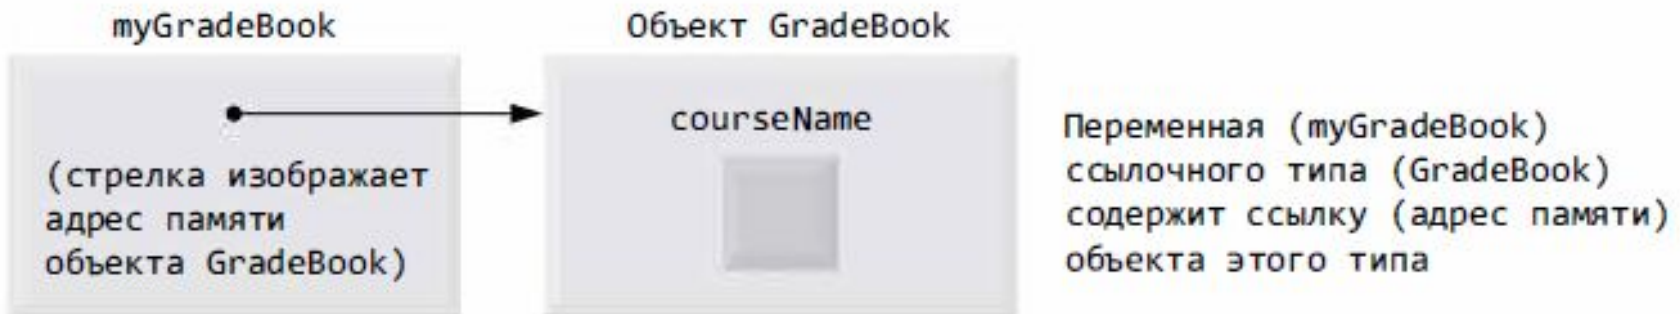 myGradeBook
(стрелка изображает
адрес памяти
объекта GradeBook)
Объект GradeBook
courseName
Переменная (myGradeBook)
ссылочного типа (GradeBook)
содержит ссылку (адрес памяти)
объекта этого типа